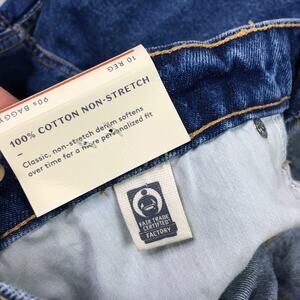 10 REG
90s BAGGY
100% COTTON NON-STRETCH
–
Classic, non-stretch denim softens
over time for a more personalized fit
FAIR TRADE
CERTIFIED
FACTORY